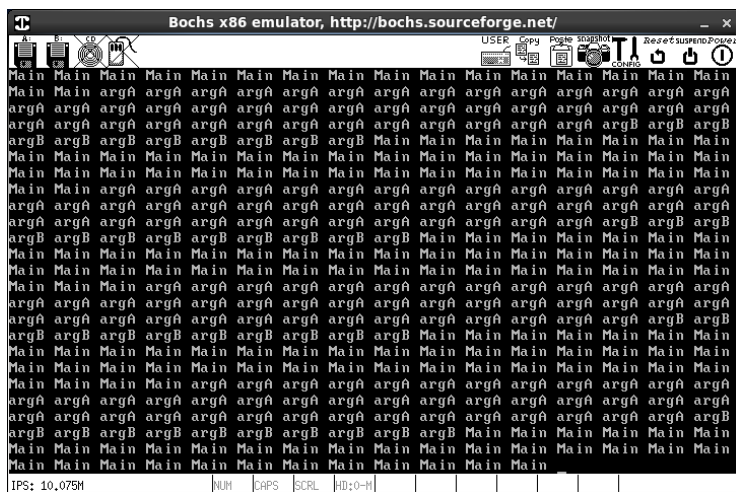 Bochs x86 emulator, http://bochs.sourceforge.net/
A: B: CD USER Copy Paste snapshot CONFIG Reset SUSPEND Power
Main Main Main Main Main Main Main Main Main Main Main Main Main Main Main Main
Main Main argA argA argA argA argA argA argA argA argA argA argA argA argA argA
argA argA argA argA argA argA argA argA argA argA argA argA argA argA argA argA
argA argA argA argA argA argA argA argA argA argA argA argA argA argB argB argB
argB argB argB argB argB argB argB argB Main Main Main Main Main Main Main Main
Main Main Main Main Main Main Main Main Main Main Main Main Main Main Main Main
Main Main Main Main Main Main Main Main Main Main Main Main Main Main Main Main
Main Main argA argA argA argA argA argA argA argA argA argA argA argA argA argA
argA argA argA argA argA argA argA argA argA argA argA argA argA argA argA argA
argA argA argA argA argA argA argA argA argA argA argA argA argA argB argB argB
argB argB argB argB argB argB argB argB argB Main Main Main Main Main Main Main
Main Main Main Main Main Main Main Main Main Main Main Main Main Main Main Main
Main Main Main Main Main Main Main Main Main Main Main Main Main Main Main Main
Main Main Main argA argA argA argA argA argA argA argA argA argA argA argA argA
argA argA argA argA argA argA argA argA argA argA argA argA argA argA argA argA
argA argA argA argA argA argA argA argA argA argA argA argA argA argA argB argB
argB argB argB argB argB argB argB argB argB Main Main Main Main Main Main Main
Main Main Main Main Main Main Main Main Main Main Main Main Main Main Main Main
Main Main Main Main Main Main Main Main Main Main Main Main Main Main Main Main
Main Main Main Main argA argA argA argA argA argA argA argA argA argA argA argA
argA argA argA argA argA argA argA argA argA argA argA argA argA argA argA argA
argA argA argA argA argA argA argA argA argA argA argA argA argA argA argA argB
argB argB argB argB argB argB argB argB argB argB Main Main Main Main Main Main
Main Main Main Main Main Main Main Main Main Main Main Main Main Main Main Main
Main Main Main Main Main Main Main Main Main Main Main Main _
IPS: 10.075M NUM CAPS SCRL HD:0-M